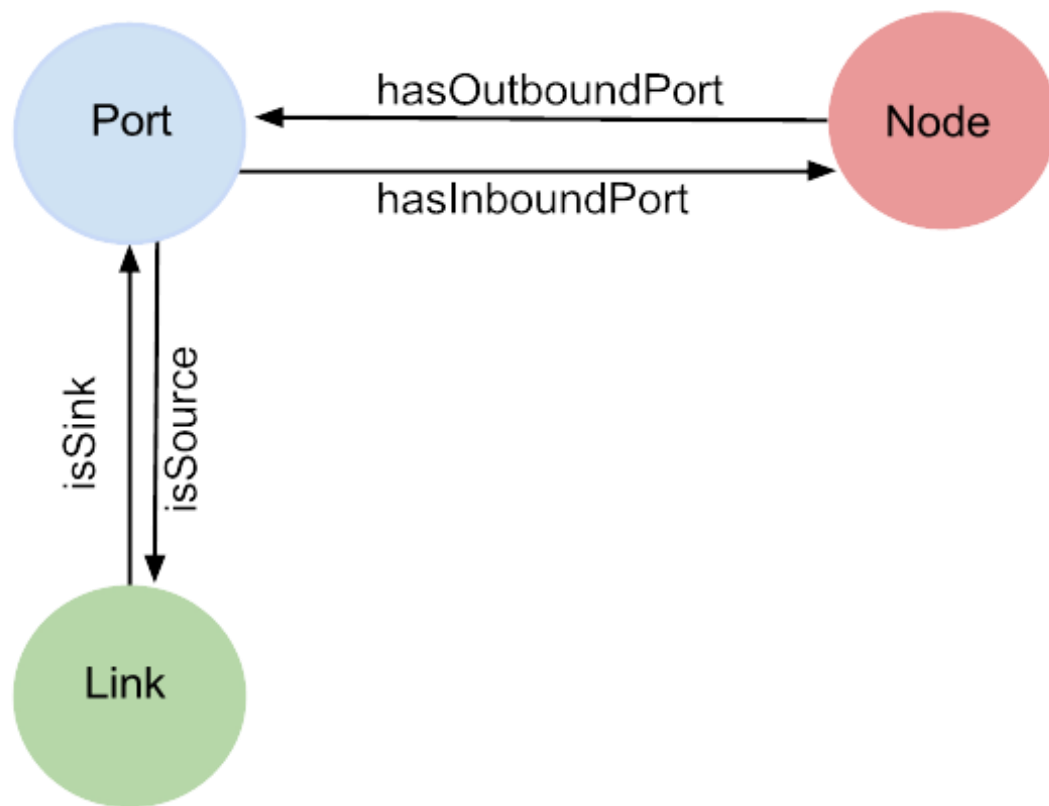 Port
hasOutboundPort
Node
hasInboundPort
isSink
isSource
Link